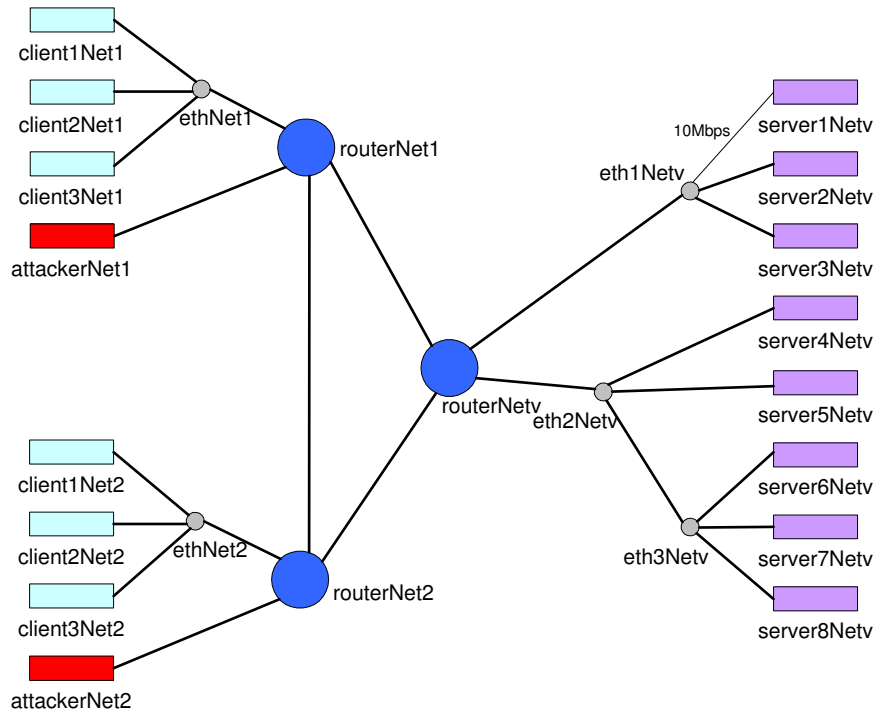 client1Net1
client2Net1
ethNet1
client3Net1
attackerNet1
routerNet1
10Mbps
server1Netv
eth1Netv
server2Netv
server3Netv
server4Netv
routerNetv
eth2Netv
server5Netv
client1Net2
client2Net2
ethNet2
client3Net2
attackerNet2
routerNet2
server6Netv
eth3Netv
server7Netv
server8Netv